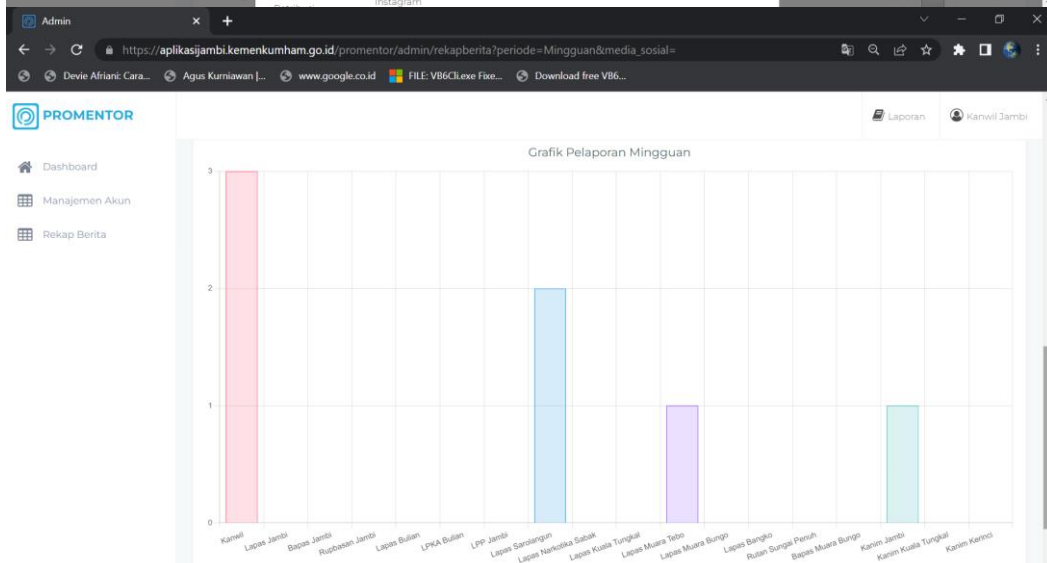 Instagram
Admin
https://aplikasijambi.kemenkumham.go.id/promentor/admin/rekapberita?periode=Mingguan&media_sosial=
Devie Afriani: Cara...
Agus Kurniawan |...
www.google.co.id
FILE: VB6Cli.exe Fixe...
Download free VB6...
PROMENTOR
Laporan
Kanwil Jambi
Dashboard
Manajemen Akun
Rekap Berita
Grafik Pelaporan Mingguan
3
2
1
0
Kanwil
Lapas Jambi
Bapas Jambi
Rupbasan Jambi
Lapas Bulian
LPKA Bulian
LPP Jambi
Lapas Sarolangun
Lapas Narkotika Sabak
Lapas Kuala Tungkal
Lapas Muara Tebo
Lapas Muara Bungo
Lapas Bangko
Rutan Sungai Penuh
Bapas Muara Bungo
Kanim Jambi
Kanim Kuala Tungkal
Kanim Kerinci